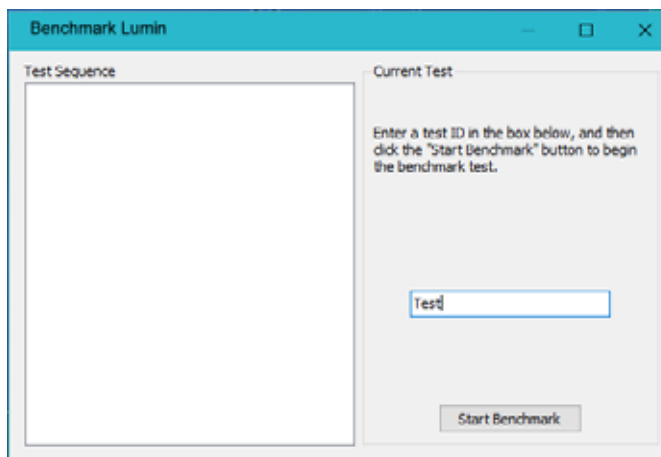 Benchmark Lumin
Test Sequence
Current Test
Enter a test ID in the box below, and then
click the "Start Benchmark" button to begin
the benchmark test.
Test
Start Benchmark